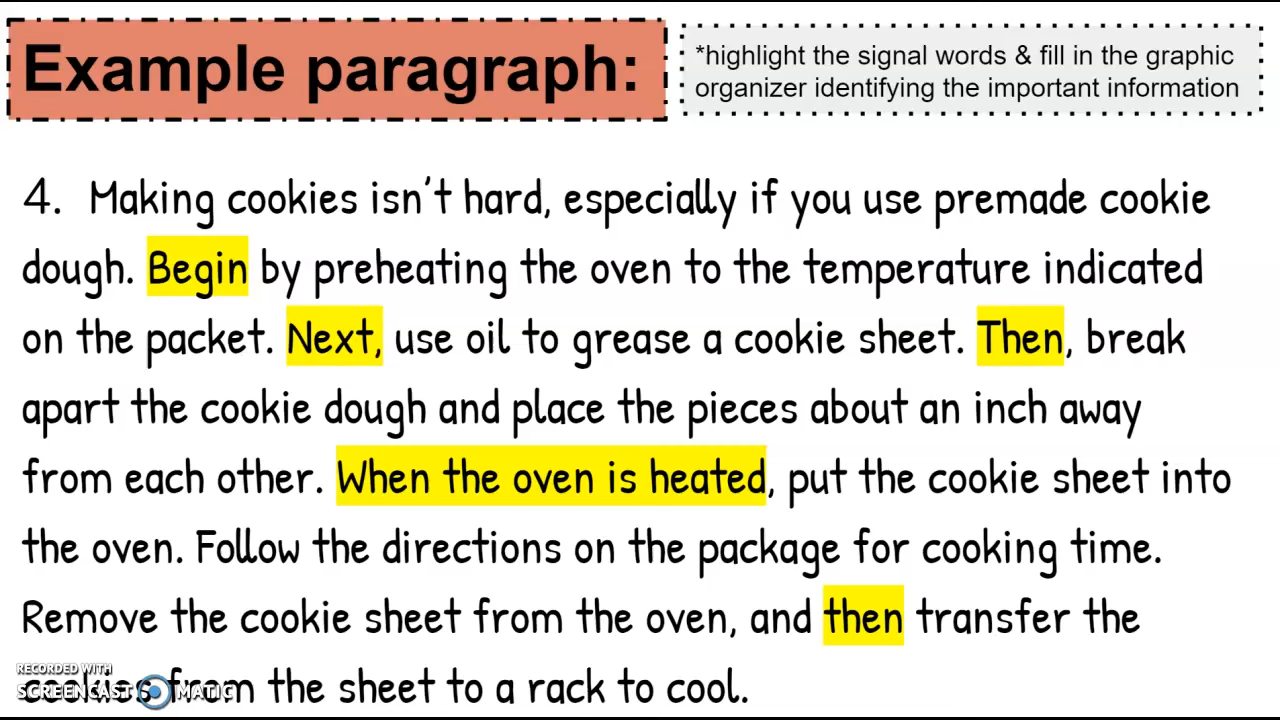 Example paragraph:
*highlight the signal words & fill in the graphic
organizer identifying the important information
4. Making cookies isn't hard, especially if you use premade cookie
dough. Begin by preheating the oven to the temperature indicated
on the packet. Next, use oil to grease a cookie sheet. Then, break
apart the cookie dough and place the pieces about an inch away
from each other. When the oven is heated, put the cookie sheet into
the oven. Follow the directions on the package for cooking time.
Remove the cookie sheet from the oven, and then transfer the
cookies from the sheet to a rack to cool.
RECORDED WITH
SCREENCAST MATIC